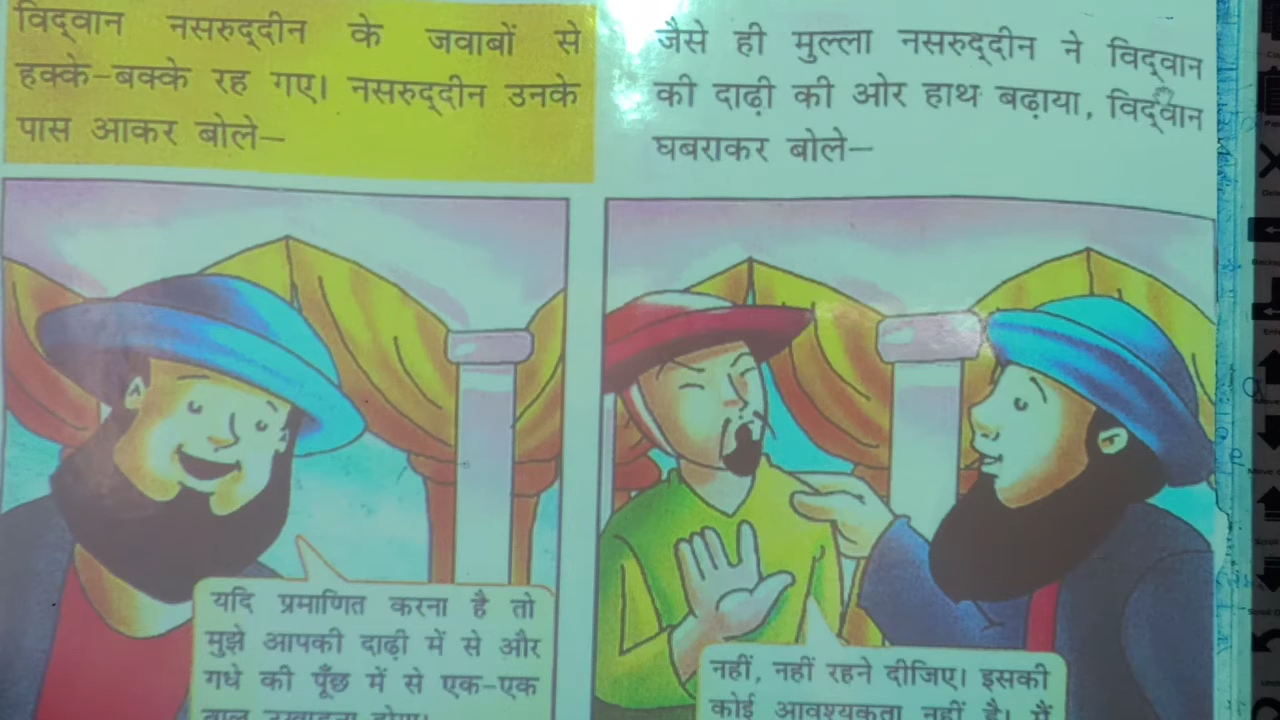 विद्वान नसरुद्दीन के जवाबों से
हक्के-बक्के रह गए। नसरुद्दीन उनके
पास आकर बोले—
यदि प्रमाणित करना है तो
मुझे आपकी दाढ़ी में से और
गधे की पूँछ में से एक-एक
जैसे ही मुल्ला नसरुद्दीन ने विद्वान
की दाढ़ी की ओर हाथ बढ़ाया, विद्वान
घबराकर बोले—
नहीं, नहीं रहने दीजिए। इसकी
कोई आवश्यकता नहीं है। मैं